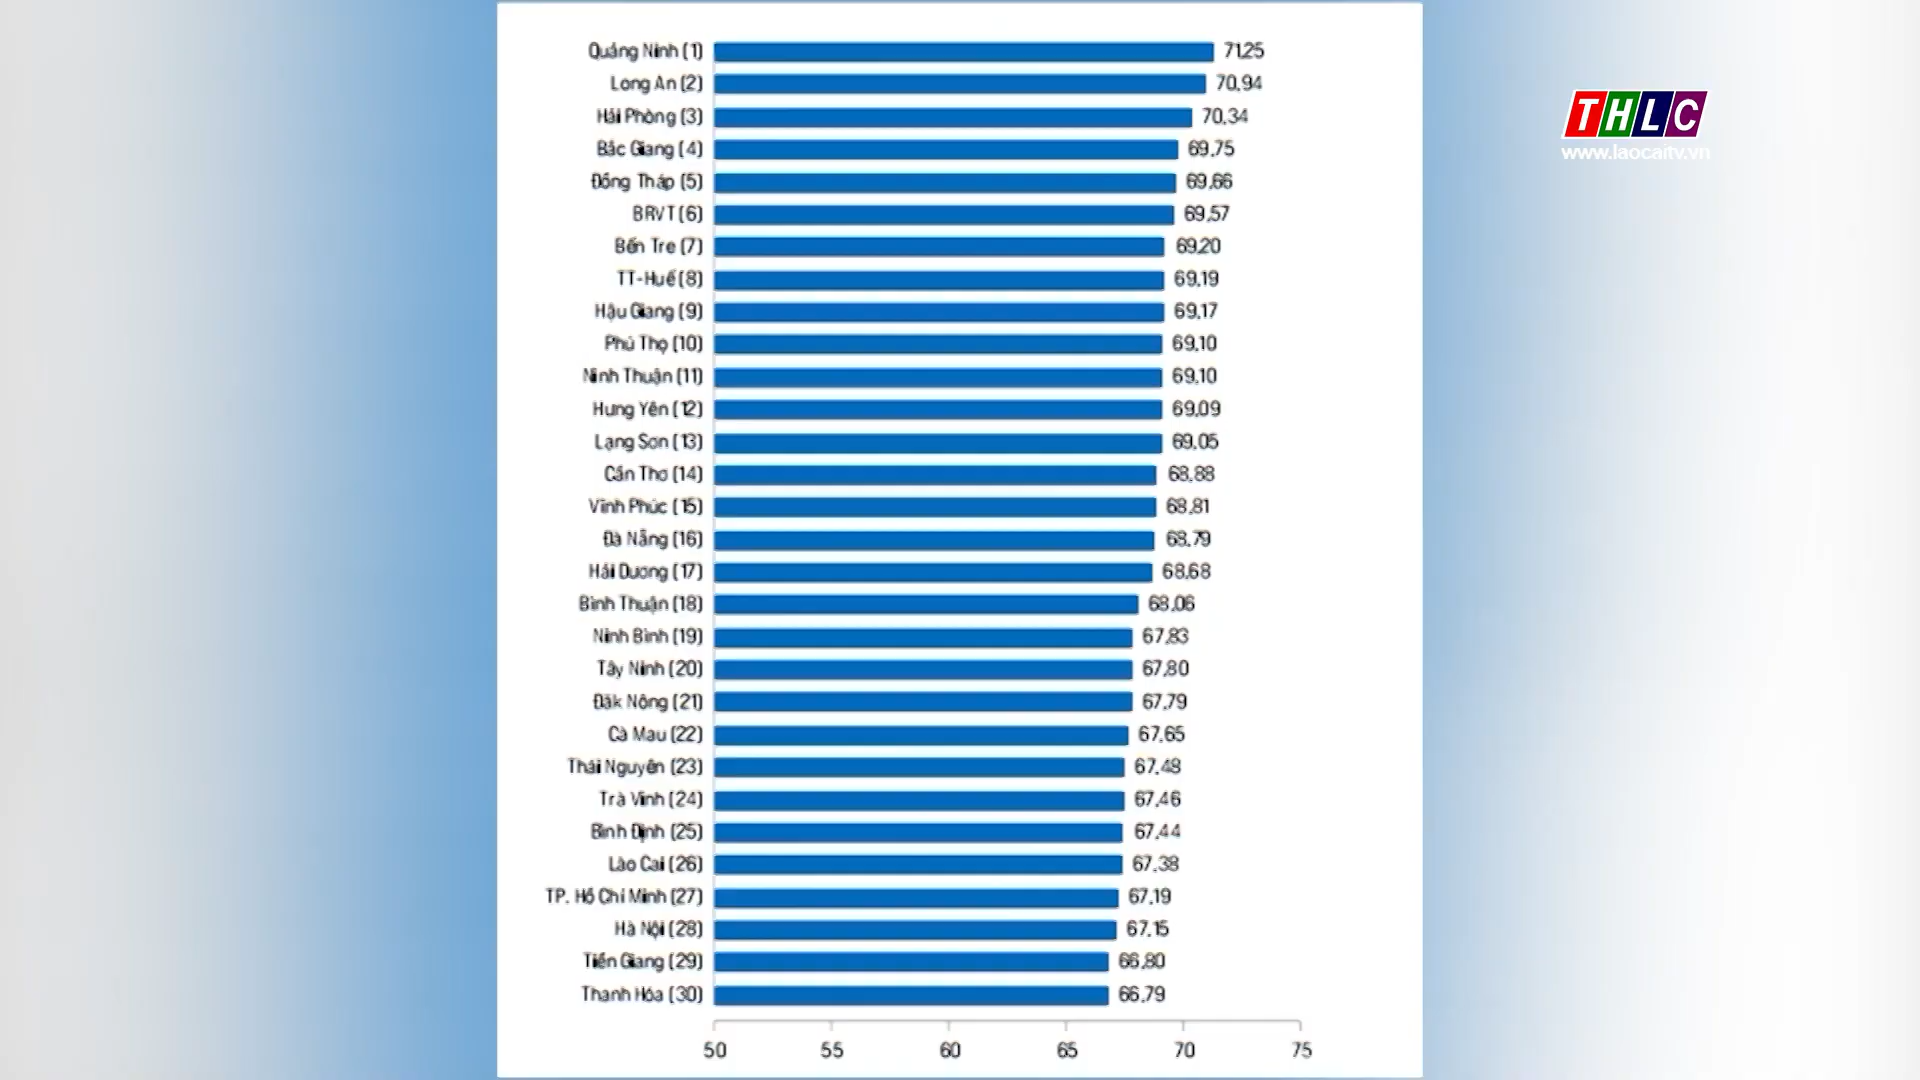 Quảng Ninh (1) 71,25
Long An (2) 70,94
Hải Phòng (3) 70,34
Bắc Giang (4) 69,75
Đồng Tháp (5) 69,66
BRVT (6) 69,57
Bến Tre (7) 69,20
TT-Huế (8) 69,19
Hậu Giang (9) 69,17
Phú Thọ (10) 69,10
Ninh Thuận (11) 69,10
Hưng Yên (12) 69,09
Lạng Sơn (13) 69,05
Cần Thơ (14) 68,88
Vĩnh Phúc (15) 68,81
Đà Nẵng (16) 68,79
Hải Dương (17) 68,68
Bình Thuận (18) 68,06
Ninh Bình (19) 67,83
Tây Ninh (20) 67,80
Đăk Nông (21) 67,79
Cà Mau (22) 67,65
Thái Nguyên (23) 67,48
Trà Vinh (24) 67,46
Bình Định (25) 67,44
Lào Cai (26) 67,38
TP. Hồ Chí Minh (27) 67,19
Hà Nội (28) 67,15
Tiền Giang (29) 66,80
Thanh Hóa (30) 66,79
50 55 60 65 70 75
THLC
www.laocaitv.vn